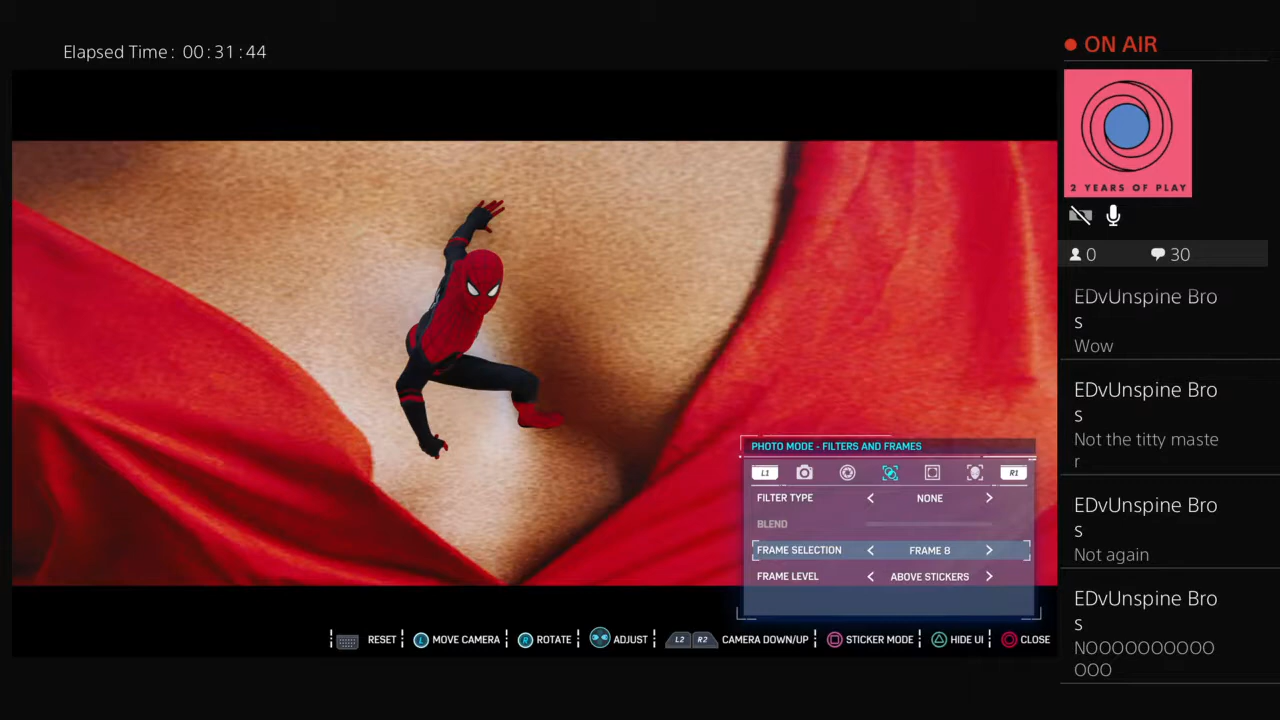 Elapsed Time: 00:31:44
ON AIR
2 YEARS OF PLAY
0 30
EDvUnspine Bro
s
Wow
EDvUnspine Bro
s
Not the titty maste
r
EDvUnspine Bro
s
Not again
EDvUnspine Bro
s
NOOOOOOOOOO
OOO
PHOTO MODE - FILTERS AND FRAMES
L1 R1
FILTER TYPE < NONE >
BLEND
FRAME SELECTION < FRAME 8 >
FRAME LEVEL < ABOVE STICKERS >
RESET L MOVE CAMERA R ROTATE ADJUST L2 R2 CAMERA DOWN/UP STICKER MODE HIDE UI CLOSE